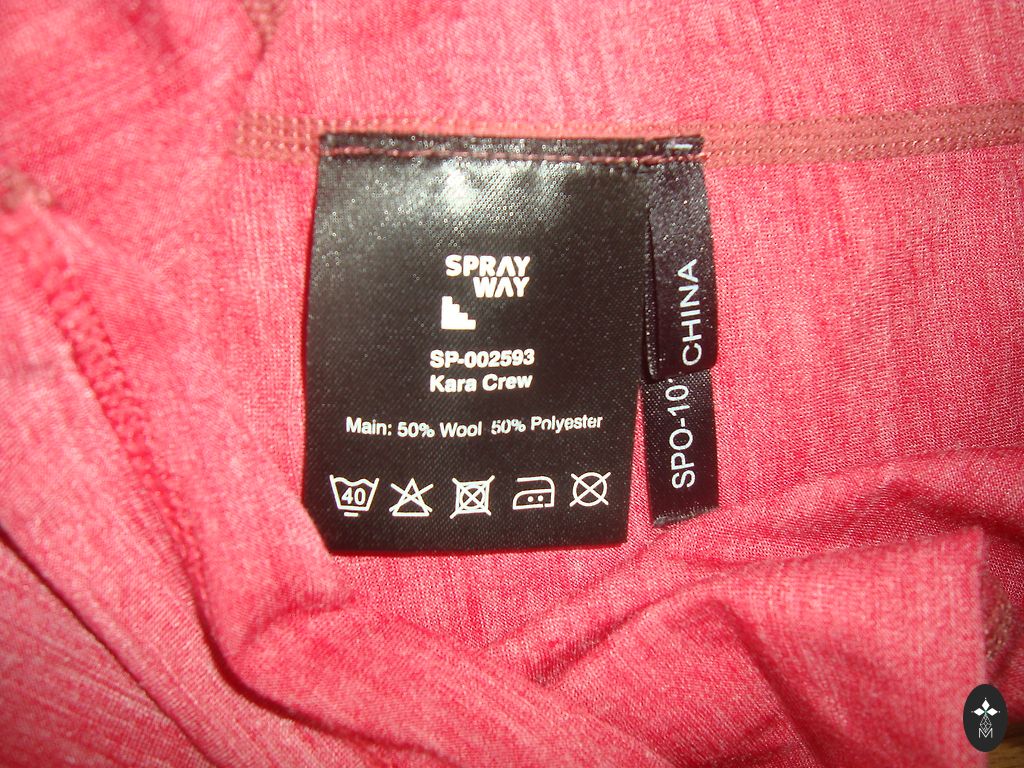 SPRAY
WAY
SP-002593
Kara Crew
Main: 50% Wool 50% Polyester
40
CHINA
SPO-10
M